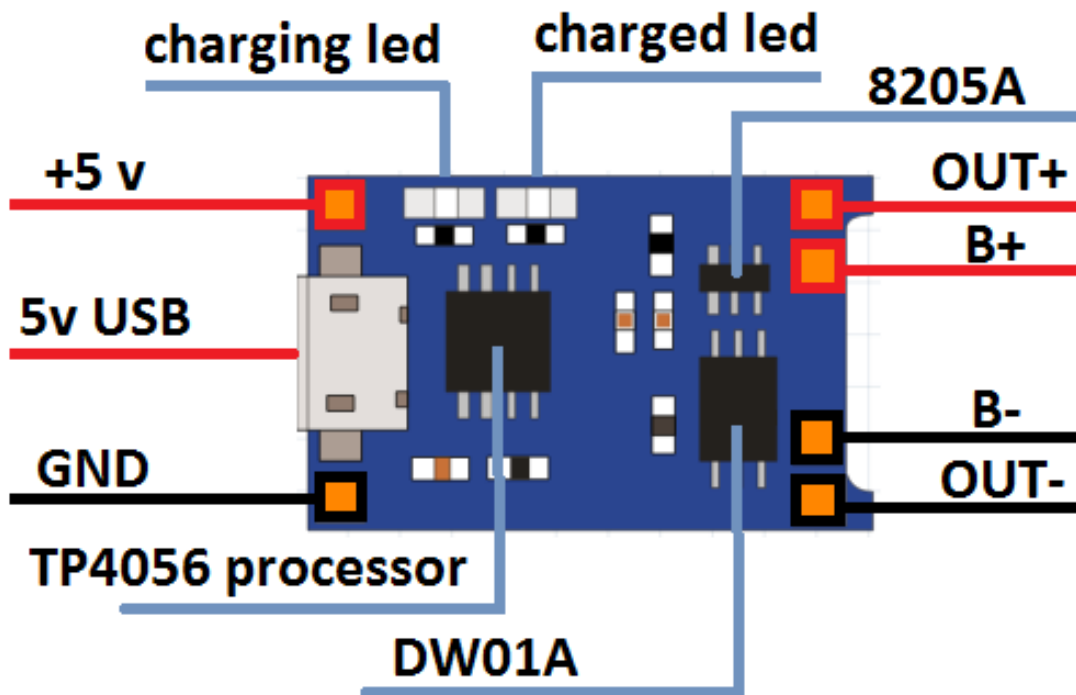 charging led
charged led
8205A
+5 v
OUT+
B+
5v USB
B-
GND
OUT-
TP4056 processor
DW01A